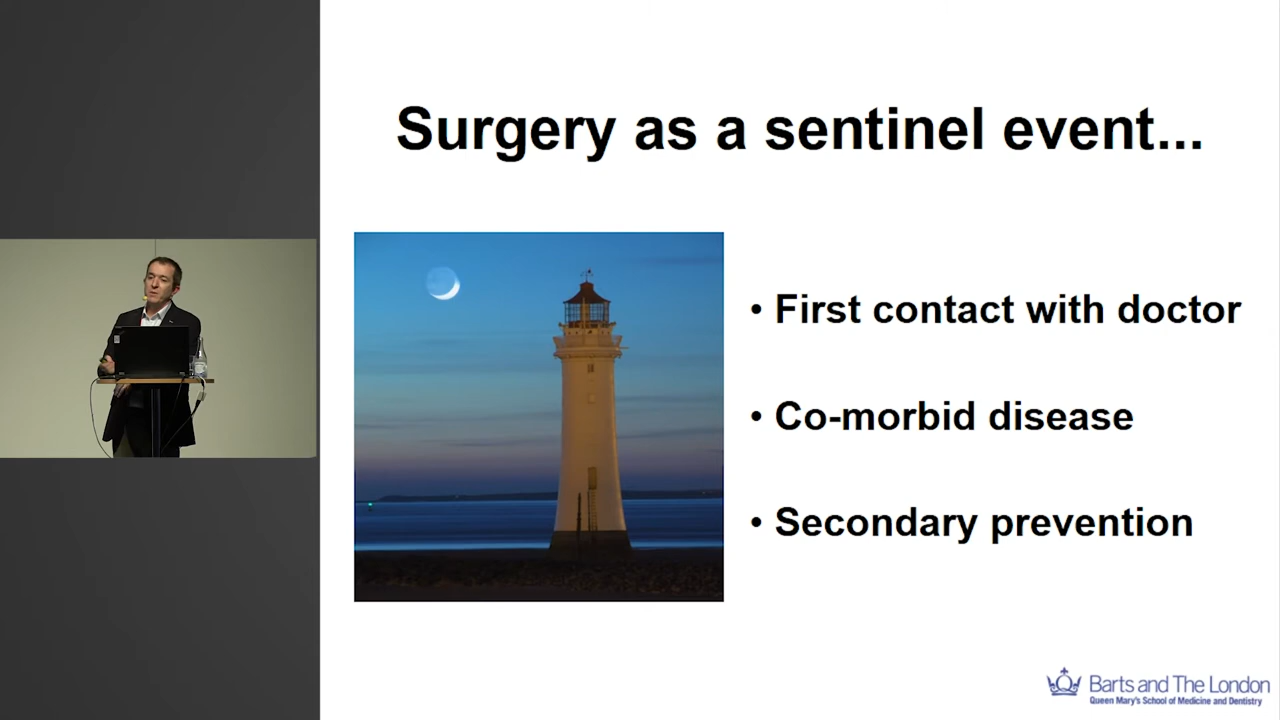 Surgery as a sentinel event...
• First contact with doctor
• Co-morbid disease
• Secondary prevention
Barts and The London
Queen Mary's School of Medicine and Dentistry